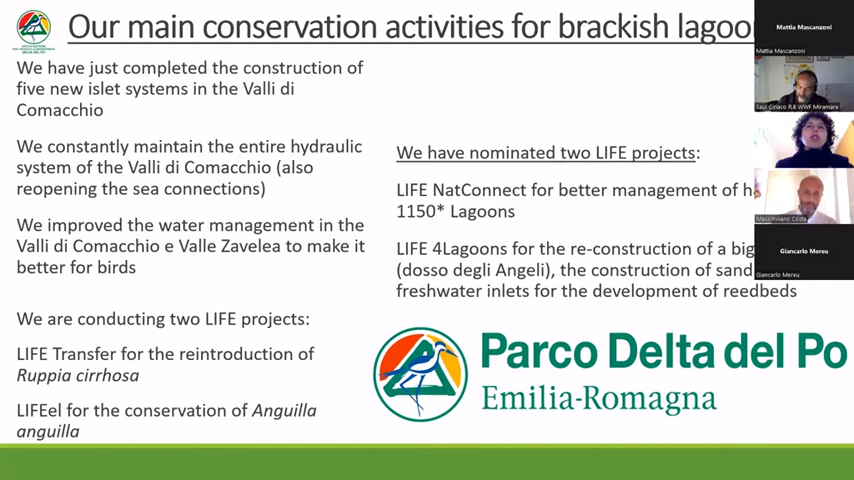 Our main conservation activities for brackish lagoo
We have just completed the construction of
five new islet systems in the Valli di
Comacchio
We constantly maintain the entire hydraulic
system of the Valli di Comacchio (also
reopening the sea connections)
We improved the water management in the
Valli di Comacchio e Valle Zavelea to make it
better for birds
We are conducting two LIFE projects:
LIFE Transfer for the reintroduction of
Ruppia cirrhosa
LIFEel for the conservation of Anguilla
anguilla
We have nominated two LIFE projects:
LIFE NatConnect for better management of h
1150* Lagoons
LIFE 4Lagoons for the re-construction of a big
(dosso degli Angeli), the construction of sand
freshwater inlets for the development of reedbeds
Parco Delta del Po
Emilia-Romagna
Mattia Mascanzoni
Mattia Mascanzoni
Saul Ciriaco R.B WWF Miramare
Massimiliano Costa
Giancarlo Mereu
Giancarlo Mereu